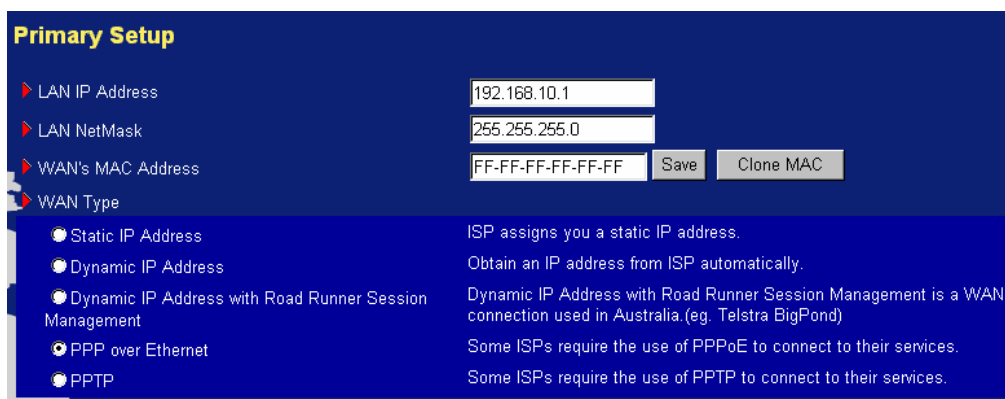 Primary Setup
LAN IP Address 192.168.10.1
LAN NetMask 255.255.255.0
WAN's MAC Address FF-FF-FF-FF-FF-FF Save Clone MAC
WAN Type
Static IP Address ISP assigns you a static IP address.
Dynamic IP Address Obtain an IP address from ISP automatically.
Dynamic IP Address with Road Runner Session Dynamic IP Address with Road Runner Session Management is a WAN
Management connection used in Australia.(eg. Telstra BigPond)
PPP over Ethernet Some ISPs require the use of PPPoE to connect to their services.
PPTP Some ISPs require the use of PPTP to connect to their services.